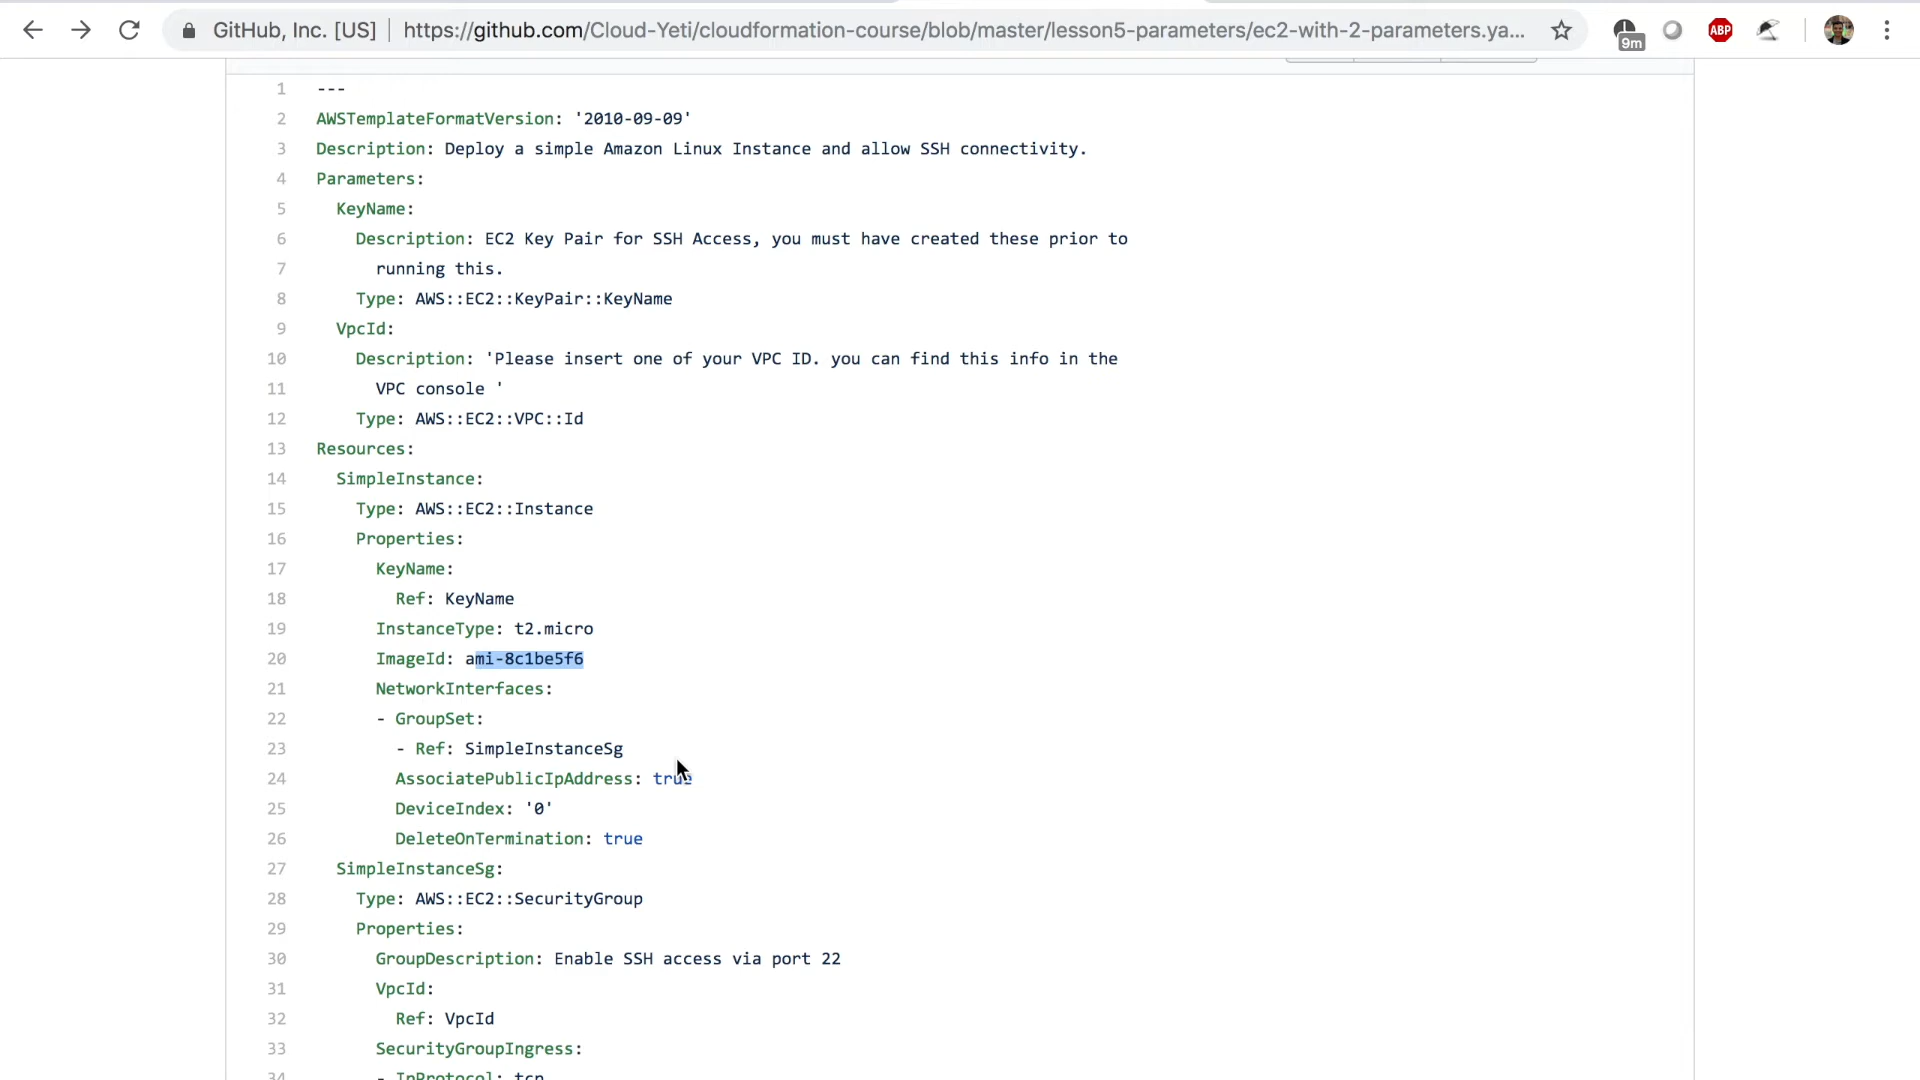 GitHub, Inc. [US] | https://github.com/Cloud-Yeti/cloudformation-course/blob/master/lesson5-parameters/ec2-with-2-parameters.ya...
9m
ABP
1 ---
2 AWSTemplateFormatVersion: '2010-09-09'
3 Description: Deploy a simple Amazon Linux Instance and allow SSH connectivity.
4 Parameters:
5 KeyName:
6 Description: EC2 Key Pair for SSH Access, you must have created these prior to
7 running this.
8 Type: AWS::EC2::KeyPair::KeyName
9 VpcId:
10 Description: 'Please insert one of your VPC ID. you can find this info in the
11 VPC console '
12 Type: AWS::EC2::VPC::Id
13 Resources:
14 SimpleInstance:
15 Type: AWS::EC2::Instance
16 Properties:
17 KeyName:
18 Ref: KeyName
19 InstanceType: t2.micro
20 ImageId: ami-8c1be5f6
21 NetworkInterfaces:
22 - GroupSet:
23 - Ref: SimpleInstanceSg
24 AssociatePublicIpAddress: true
25 DeviceIndex: '0'
26 DeleteOnTermination: true
27 SimpleInstanceSg:
28 Type: AWS::EC2::SecurityGroup
29 Properties:
30 GroupDescription: Enable SSH access via port 22
31 VpcId:
32 Ref: VpcId
33 SecurityGroupIngress:
34 - IpProtocol: tcp